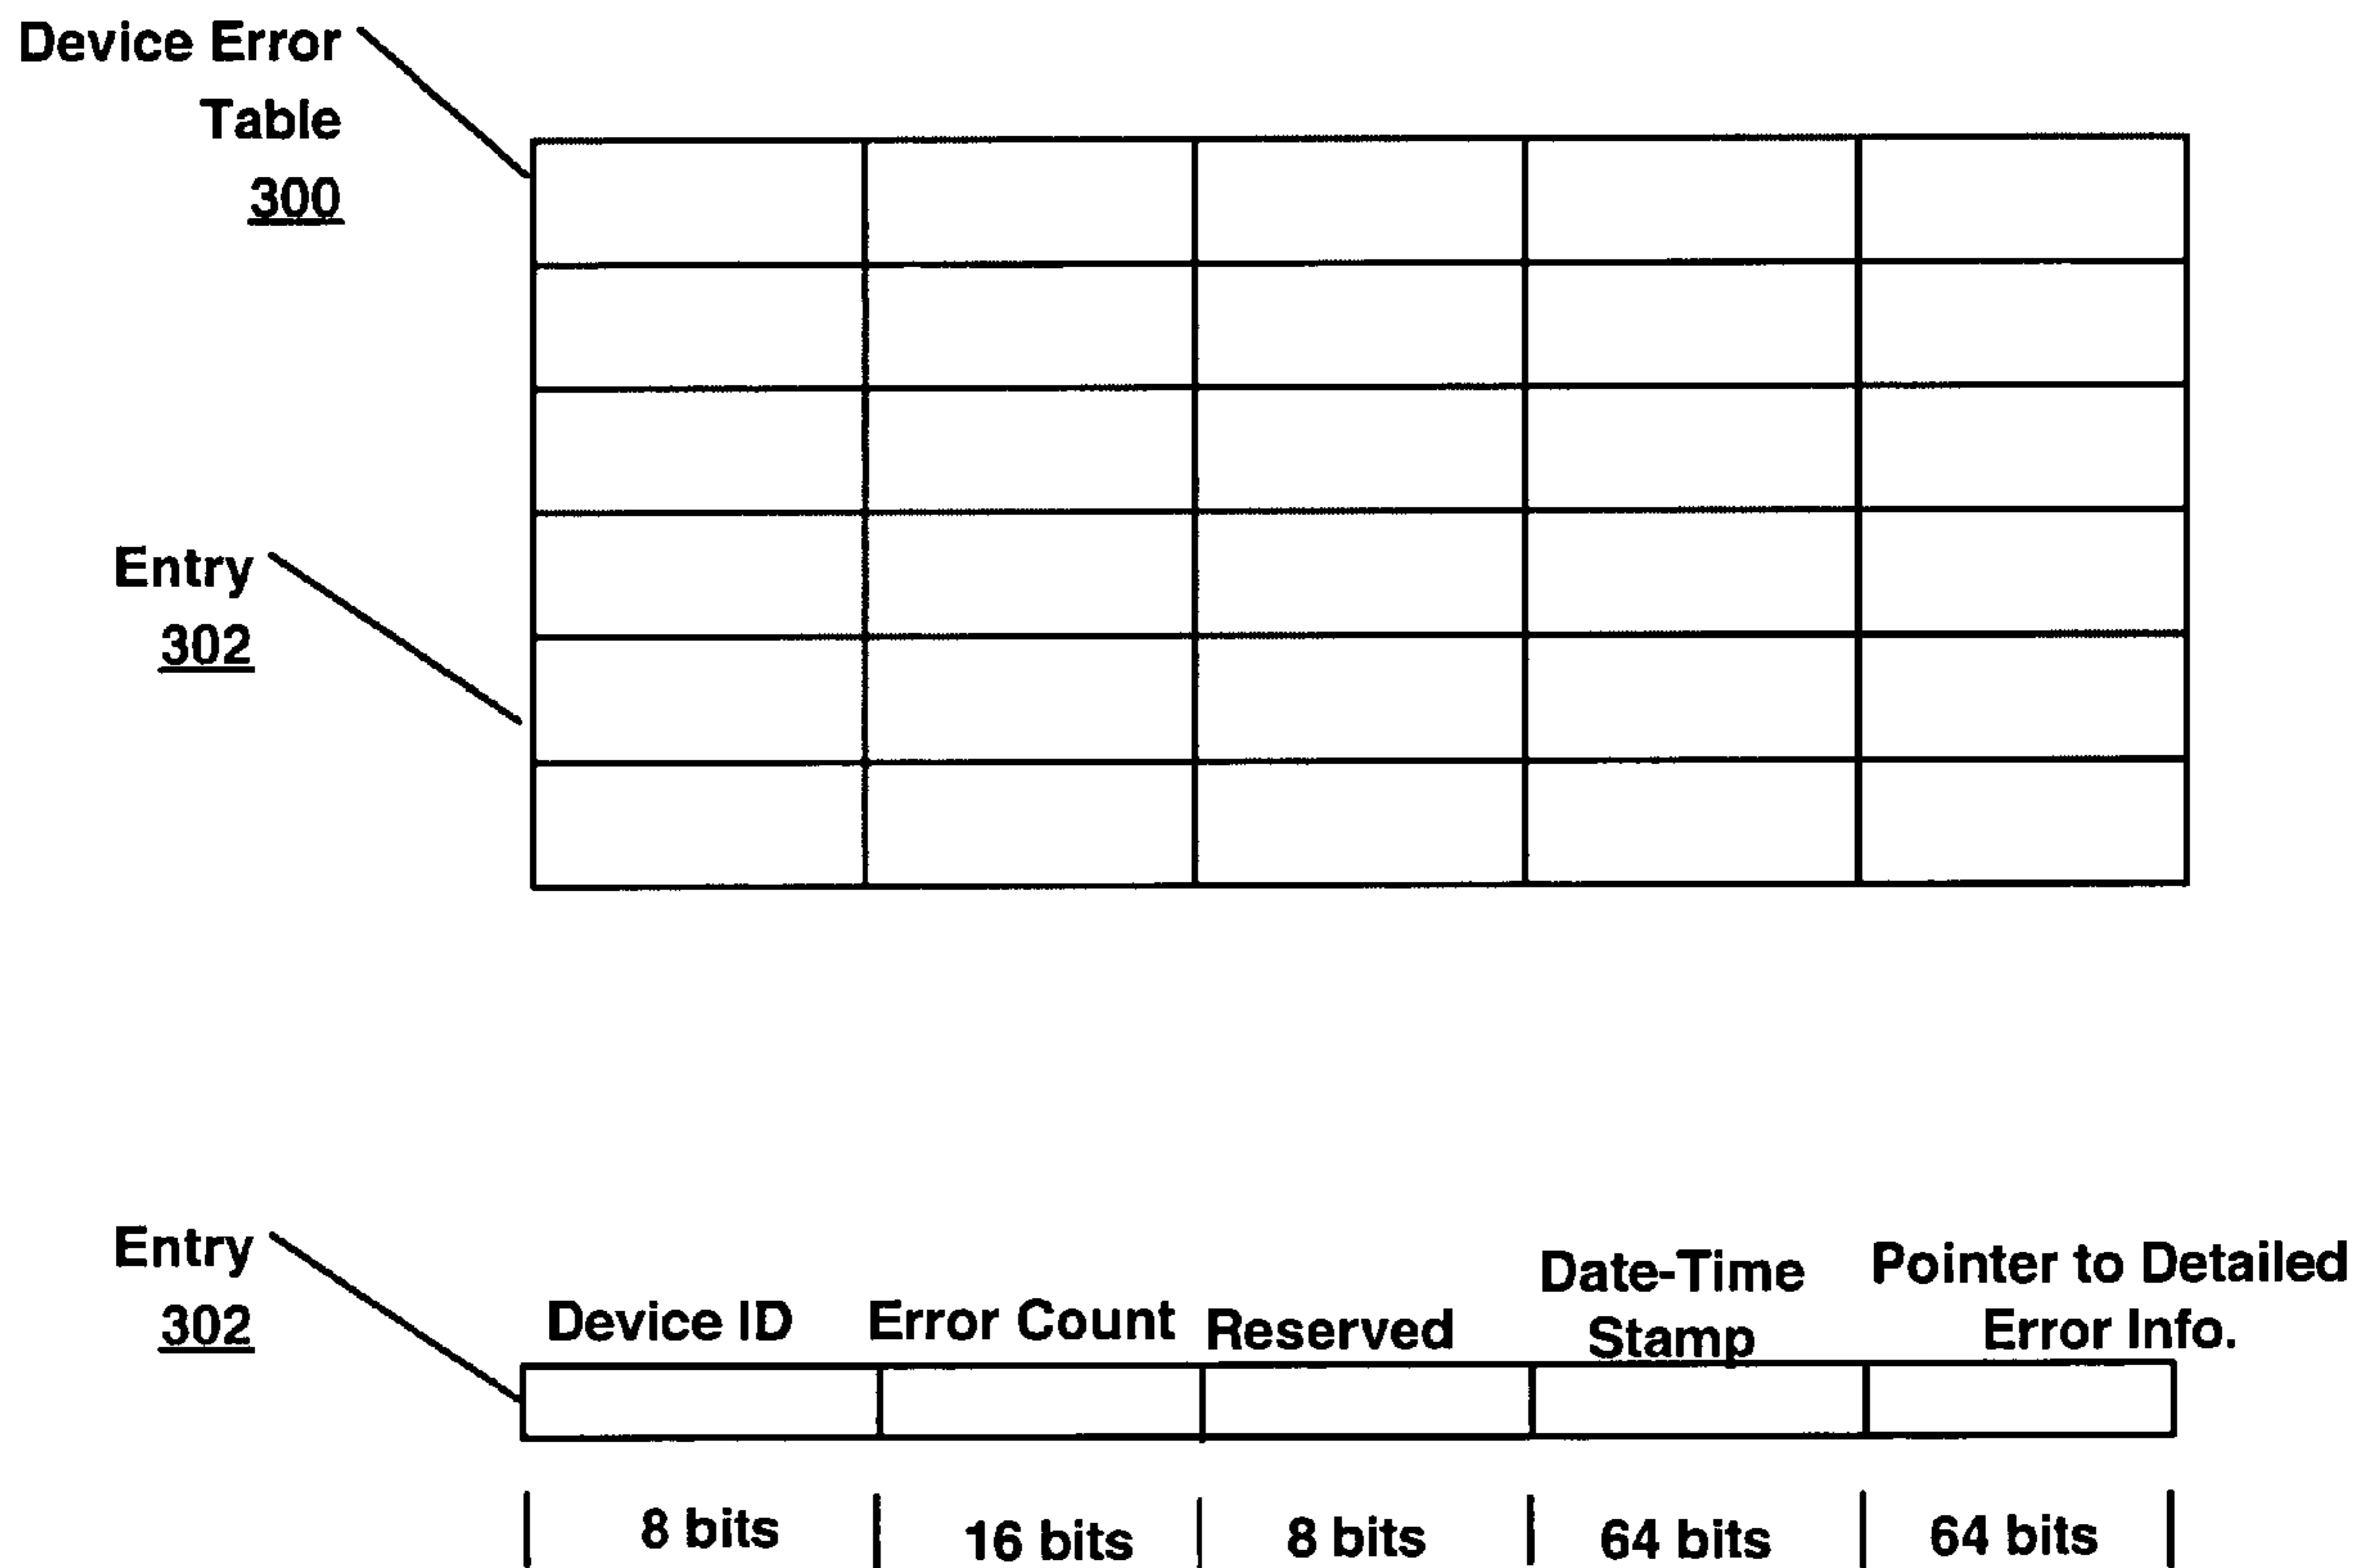 Device Error
Table
300
Entry
302
Entry
302
Device ID
Error Count
Reserved
Date-Time
Stamp
Pointer to Detailed
Error Info.
8 bits
16 bits
8 bits
64 bits
64 bits